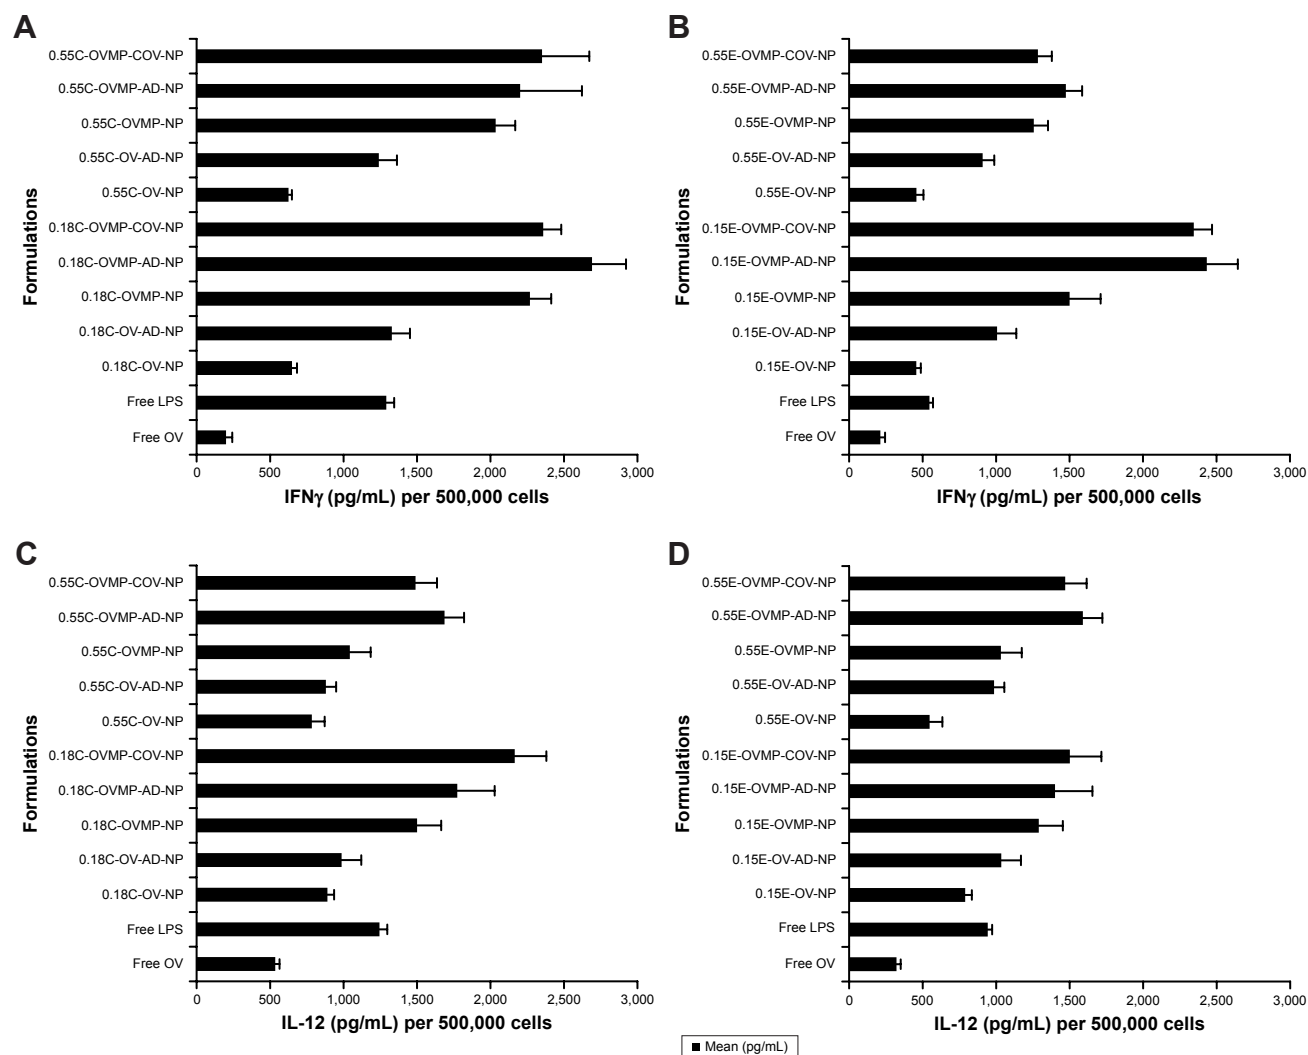 A
Formulations
0.55C-OVMP-COV-NP
0.55C-OVMP-AD-NP
0.55C-OVMP-NP
0.55C-OV-AD-NP
0.55C-OV-NP
0.18C-OVMP-COV-NP
0.18C-OVMP-AD-NP
0.18C-OVMP-NP
0.18C-OV-AD-NP
0.18C-OV-NP
Free LPS
Free OV
0 500 1,000 1,500 2,000 2,500 3,000
IFNγ (pg/mL) per 500,000 cells
B
Formulations
0.55E-OVMP-COV-NP
0.55E-OVMP-AD-NP
0.55E-OVMP-NP
0.55E-OV-AD-NP
0.55E-OV-NP
0.15E-OVMP-COV-NP
0.15E-OVMP-AD-NP
0.15E-OVMP-NP
0.15E-OV-AD-NP
0.15E-OV-NP
Free LPS
Free OV
0 500 1,000 1,500 2,000 2,500 3,000
IFNγ (pg/mL) per 500,000 cells
C
Formulations
0.55C-OVMP-COV-NP
0.55C-OVMP-AD-NP
0.55C-OVMP-NP
0.55C-OV-AD-NP
0.55C-OV-NP
0.18C-OVMP-COV-NP
0.18C-OVMP-AD-NP
0.18C-OVMP-NP
0.18C-OV-AD-NP
0.18C-OV-NP
Free LPS
Free OV
0 500 1,000 1,500 2,000 2,500 3,000
IL-12 (pg/mL) per 500,000 cells
D
Formulations
0.55E-OVMP-COV-NP
0.55E-OVMP-AD-NP
0.55E-OVMP-NP
0.55E-OV-AD-NP
0.55E-OV-NP
0.15E-OVMP-COV-NP
0.15E-OVMP-AD-NP
0.15E-OVMP-NP
0.15E-OV-AD-NP
0.15E-OV-NP
Free LPS
Free OV
0 500 1,000 1,500 2,000 2,500 3,000
IL-12 (pg/mL) per 500,000 cells
Mean (pg/mL)